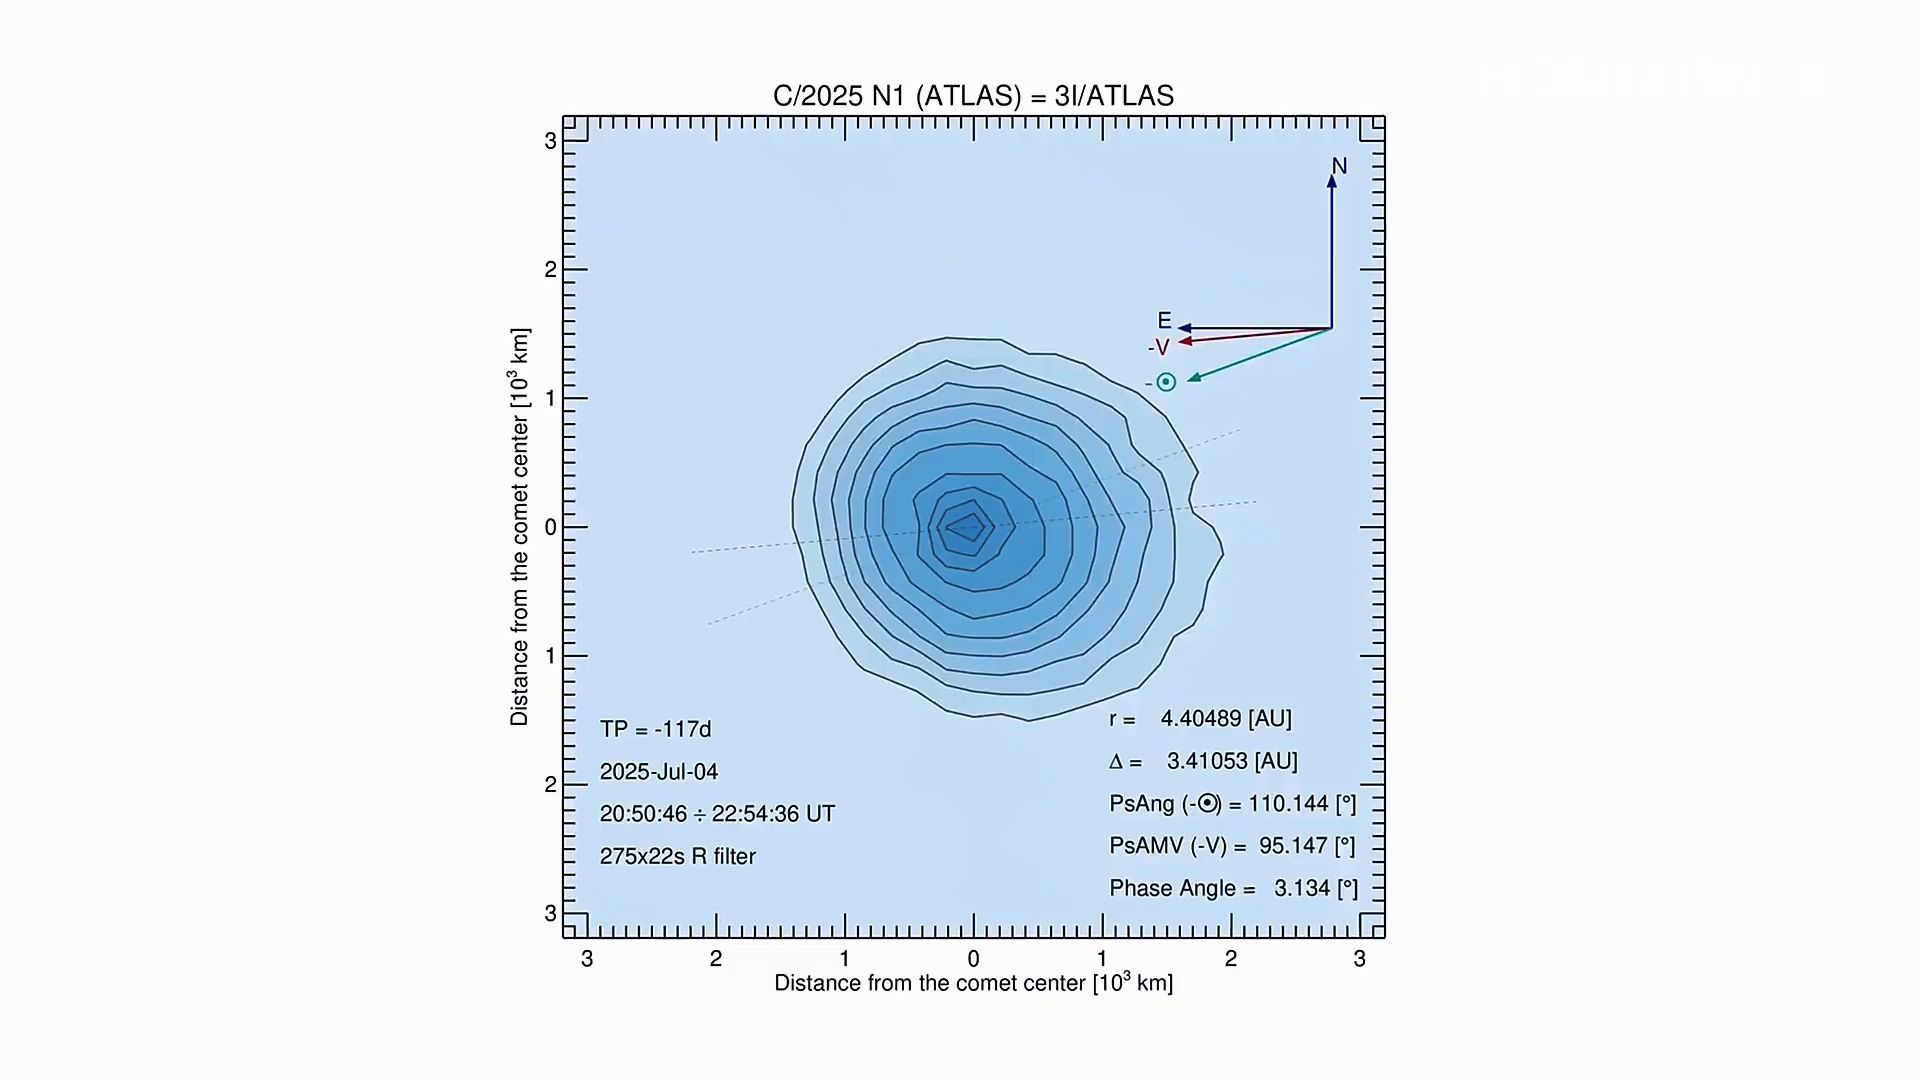 C/2025 N1 (ATLAS) = 3I/ATLAS
N
E
-V
-☉
Distance from the comet center [10³ km]
3
2
1
0
1
2
3
TP = -117d
2025-Jul-04
20:50:46 ÷ 22:54:36 UT
275x22s R filter
r = 4.40489 [AU]
Δ = 3.41053 [AU]
PsAng (-☉) = 110.144 [°]
PsAMV (-V) = 95.147 [°]
Phase Angle = 3.134 [°]
3 2 1 0 1 2 3
Distance from the comet center [10³ km]